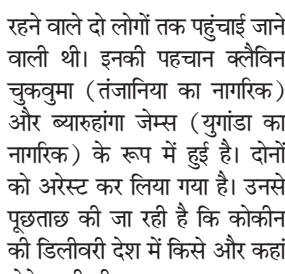 रहने वाले दो लोगों तक पहुंचाई जाने
वाली थी। इनकी पहचान क्लैविन
चुकवुमा (तंजानिया का नागरिक)
और ब्यारुहांगा जेम्स (युगांडा का
नागरिक) के रूप में हुई है। दोनों
को अरेस्ट कर लिया गया है। उनसे
पूछताछ की जा रही है कि कोकीन
की डिलीवरी देश में किसे और कहां